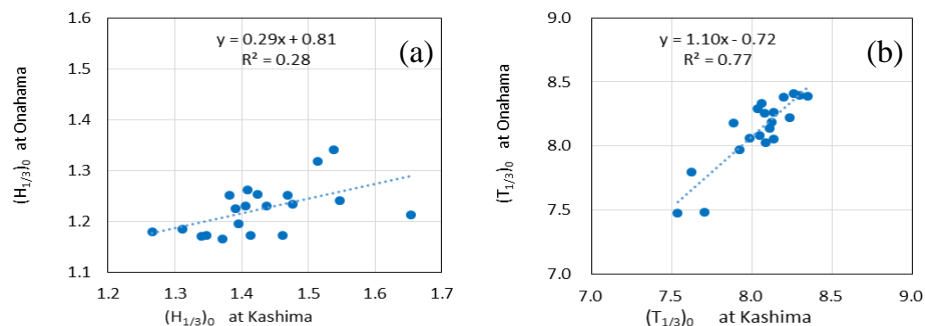 (a)
y = 0.29x + 0.81
R² = 0.28
(H₁/₃)₀ at Onahama
1.6
1.5
1.4
1.3
1.2
1.1
1.2 1.3 1.4 1.5 1.6 1.7
(H₁/₃)₀ at Kashima
(b)
y = 1.10x - 0.72
R² = 0.77
(T₁/₃)₀ at Onahama
9.0
8.5
8.0
7.5
7.0
7.0 7.5 8.0 8.5 9.0
(T₁/₃)₀ at Kashima